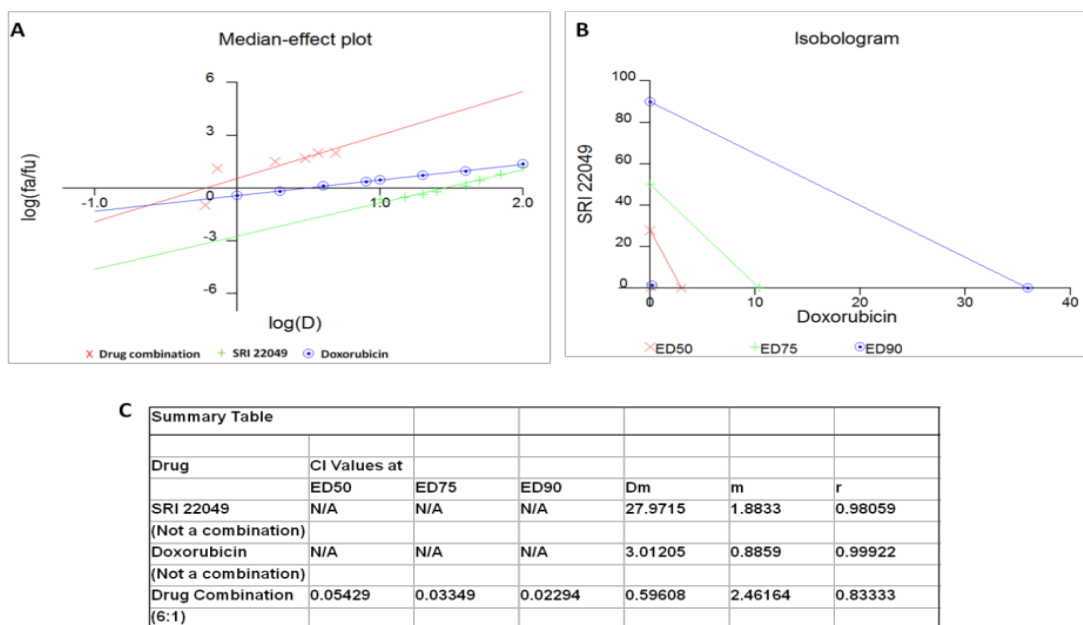 A
Median-effect plot
6
3
0
-3
-6
-1.0
1.0
2.0
log(fa/fu)
log(D)
Drug combination
SRI 22049
Doxorubicin
B
Isobologram
100
80
60
40
20
0
0
10
20
30
40
SRI 22049
Doxorubicin
ED50
ED75
ED90
C
Summary Table
Drug CI Values at
ED50 ED75 ED90 Dm m r
SRI 22049 N/A N/A N/A 27.9715 1.8833 0.98059
(Not a combination)
Doxorubicin N/A N/A N/A 3.01205 0.8859 0.99922
(Not a combination)
Drug Combination 0.05429 0.03349 0.02294 0.59608 2.46164 0.83333
(6:1)